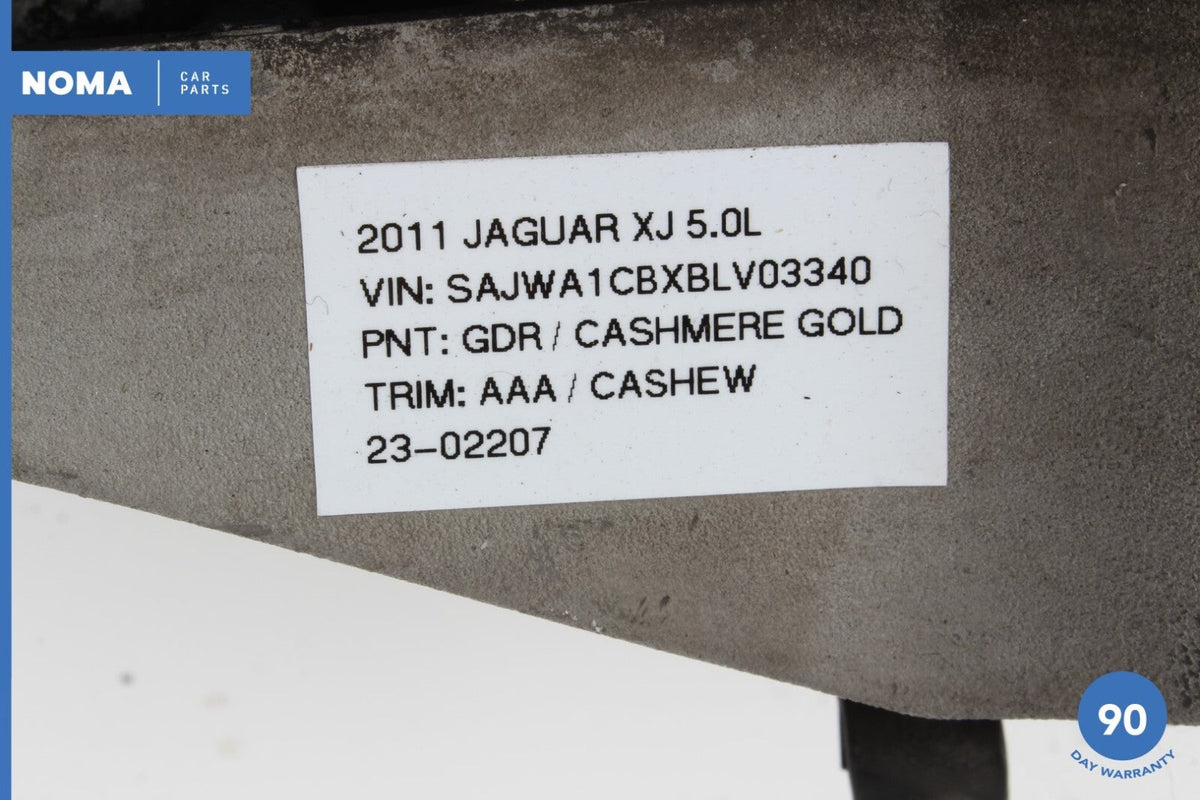 NOMA
CAR
PARTS
2011 JAGUAR XJ 5.0L
VIN: SAJWA1CBXBLV03340
PNT: GDR / CASHMERE GOLD
TRIM: AAA / CASHEW
23-02207
90
DAY WARRANTY